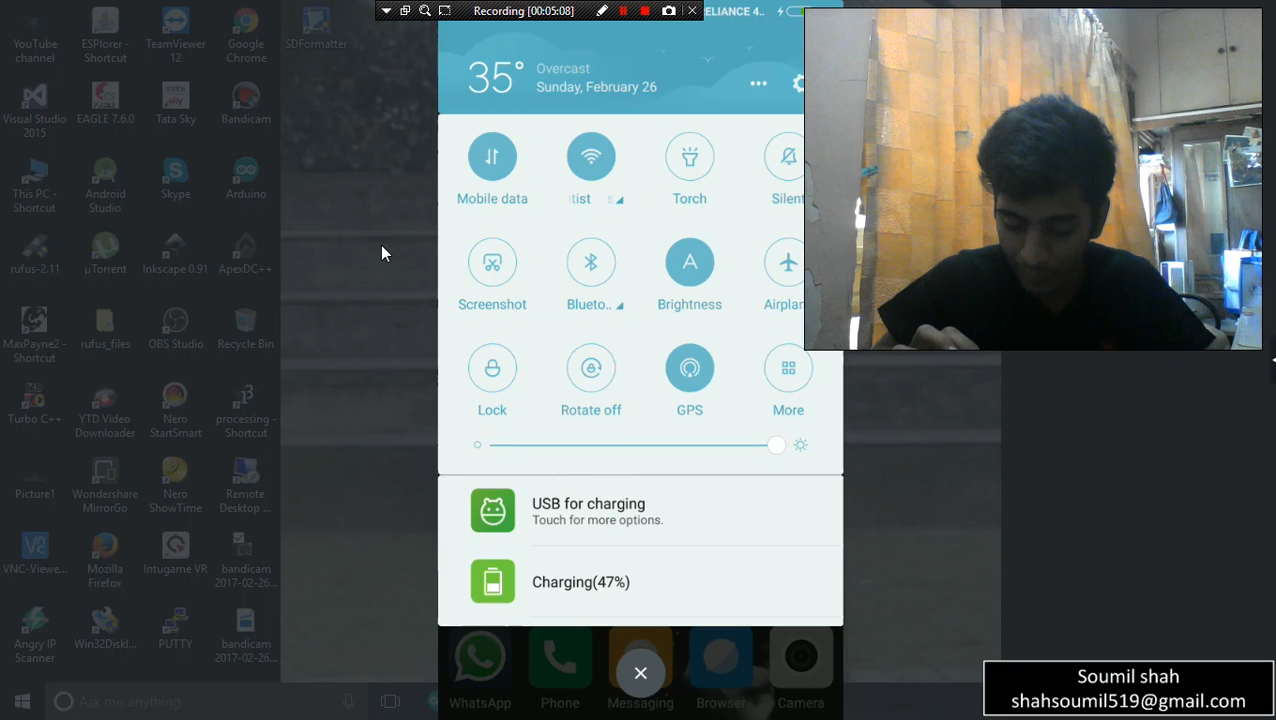 Recording [00:05:08]
RELIANCE 4..
YouTube channel
ESPlorer - Shortcut
TeamViewer 12
Google Chrome
SDFormatter
Visual Studio 2015
EAGLE 7.6.0
Tata Sky
Bandicam
This PC - Shortcut
Android Studio
Skype
Arduino
rufus-2.11
µTorrent
Inkscape 0.91
ApexDC++
MaxPayne2 - Shortcut
rufus_files
OBS Studio
Recycle Bin
Turbo C++
YTD Video Downloader
Nero StartSmart
processing - Shortcut
Picture1
Wondershare MirrorGo
Nero ShowTime
Remote Desktop ...
VNC-Viewe...
Mozilla Firefox
Intugame VR
bandicam 2017-02-26...
Angry IP Scanner
Win32DiskI...
PUTTY
bandicam 2017-02-26...
Ask me anything
35°
Overcast
Sunday, February 26
Mobile data
tist
Torch
Silent
Screenshot
Blueto..
A
Brightness
Airplan
Lock
Rotate off
GPS
More
USB for charging
Touch for more options.
Charging(47%)
WhatsApp
Phone
Messaging
Browser
Camera
Soumil shah
shahsoumil519@gmail.com